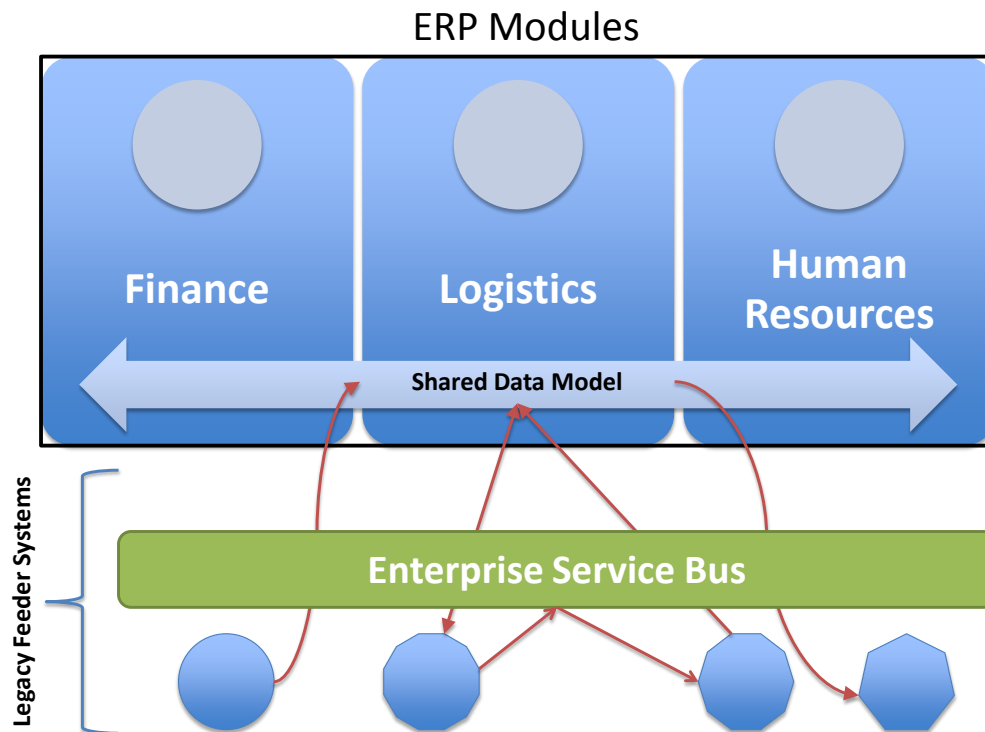 ERP Modules
Finance
Logistics
Human
Resources
Shared Data Model
Legacy Feeder Systems
Enterprise Service Bus